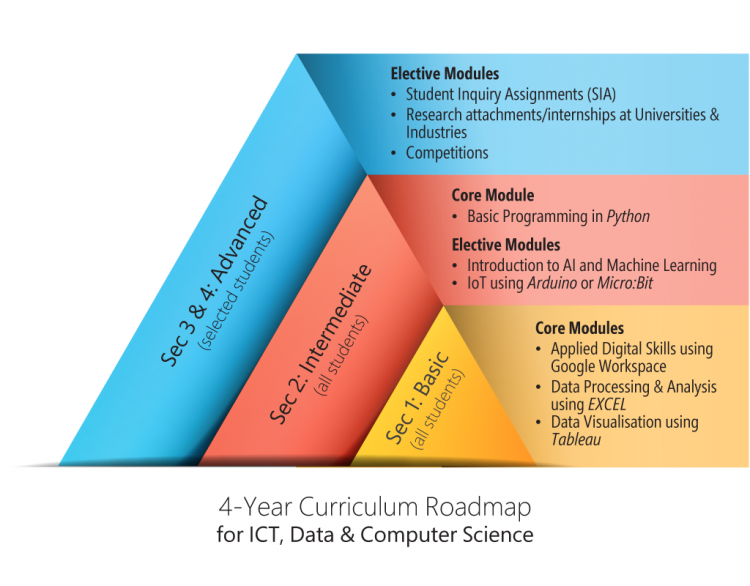 Elective Modules
• Student Inquiry Assignments (SIA)
• Research attachments/internships at Universities &
Industries
• Competitions
Core Module
• Basic Programming in Python
Elective Modules
• Introduction to AI and Machine Learning
• IoT using Arduino or Micro:Bit
Core Modules
• Applied Digital Skills using
Google Workspace
• Data Processing & Analysis
using EXCEL
• Data Visualisation using
Tableau
Sec 3 & 4: Advanced
(selected students)
Sec 2: Intermediate
(all students)
Sec 1: Basic
(all students)
4-Year Curriculum Roadmap
for ICT, Data & Computer Science